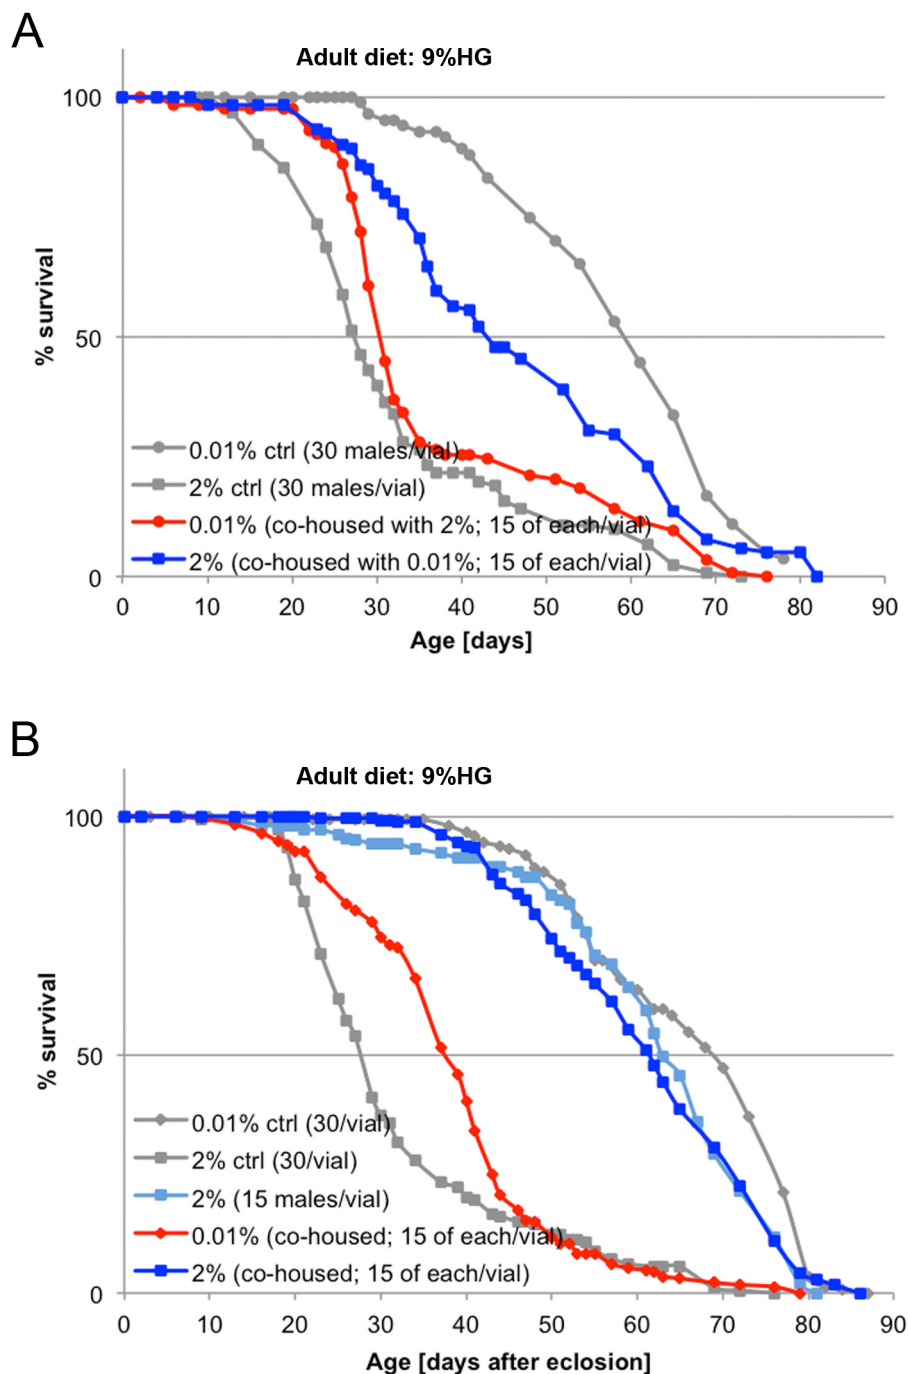 A
Adult diet: 9%HG
100
50
0
% survival
0.01% ctrl (30 males/vial)
2% ctrl (30 males/vial)
0.01% (co-housed with 2%; 15 of each/vial)
2% (co-housed with 0.01%; 15 of each/vial)
0 10 20 30 40 50 60 70 80 90
Age [days]
B
Adult diet: 9%HG
100
50
0
% survival
0.01% ctrl (30/vial)
2% ctrl (30/vial)
2% (15 males/vial)
0.01% (co-housed; 15 of each/vial)
2% (co-housed; 15 of each/vial)
0 10 20 30 40 50 60 70 80 90
Age [days after eclosion]